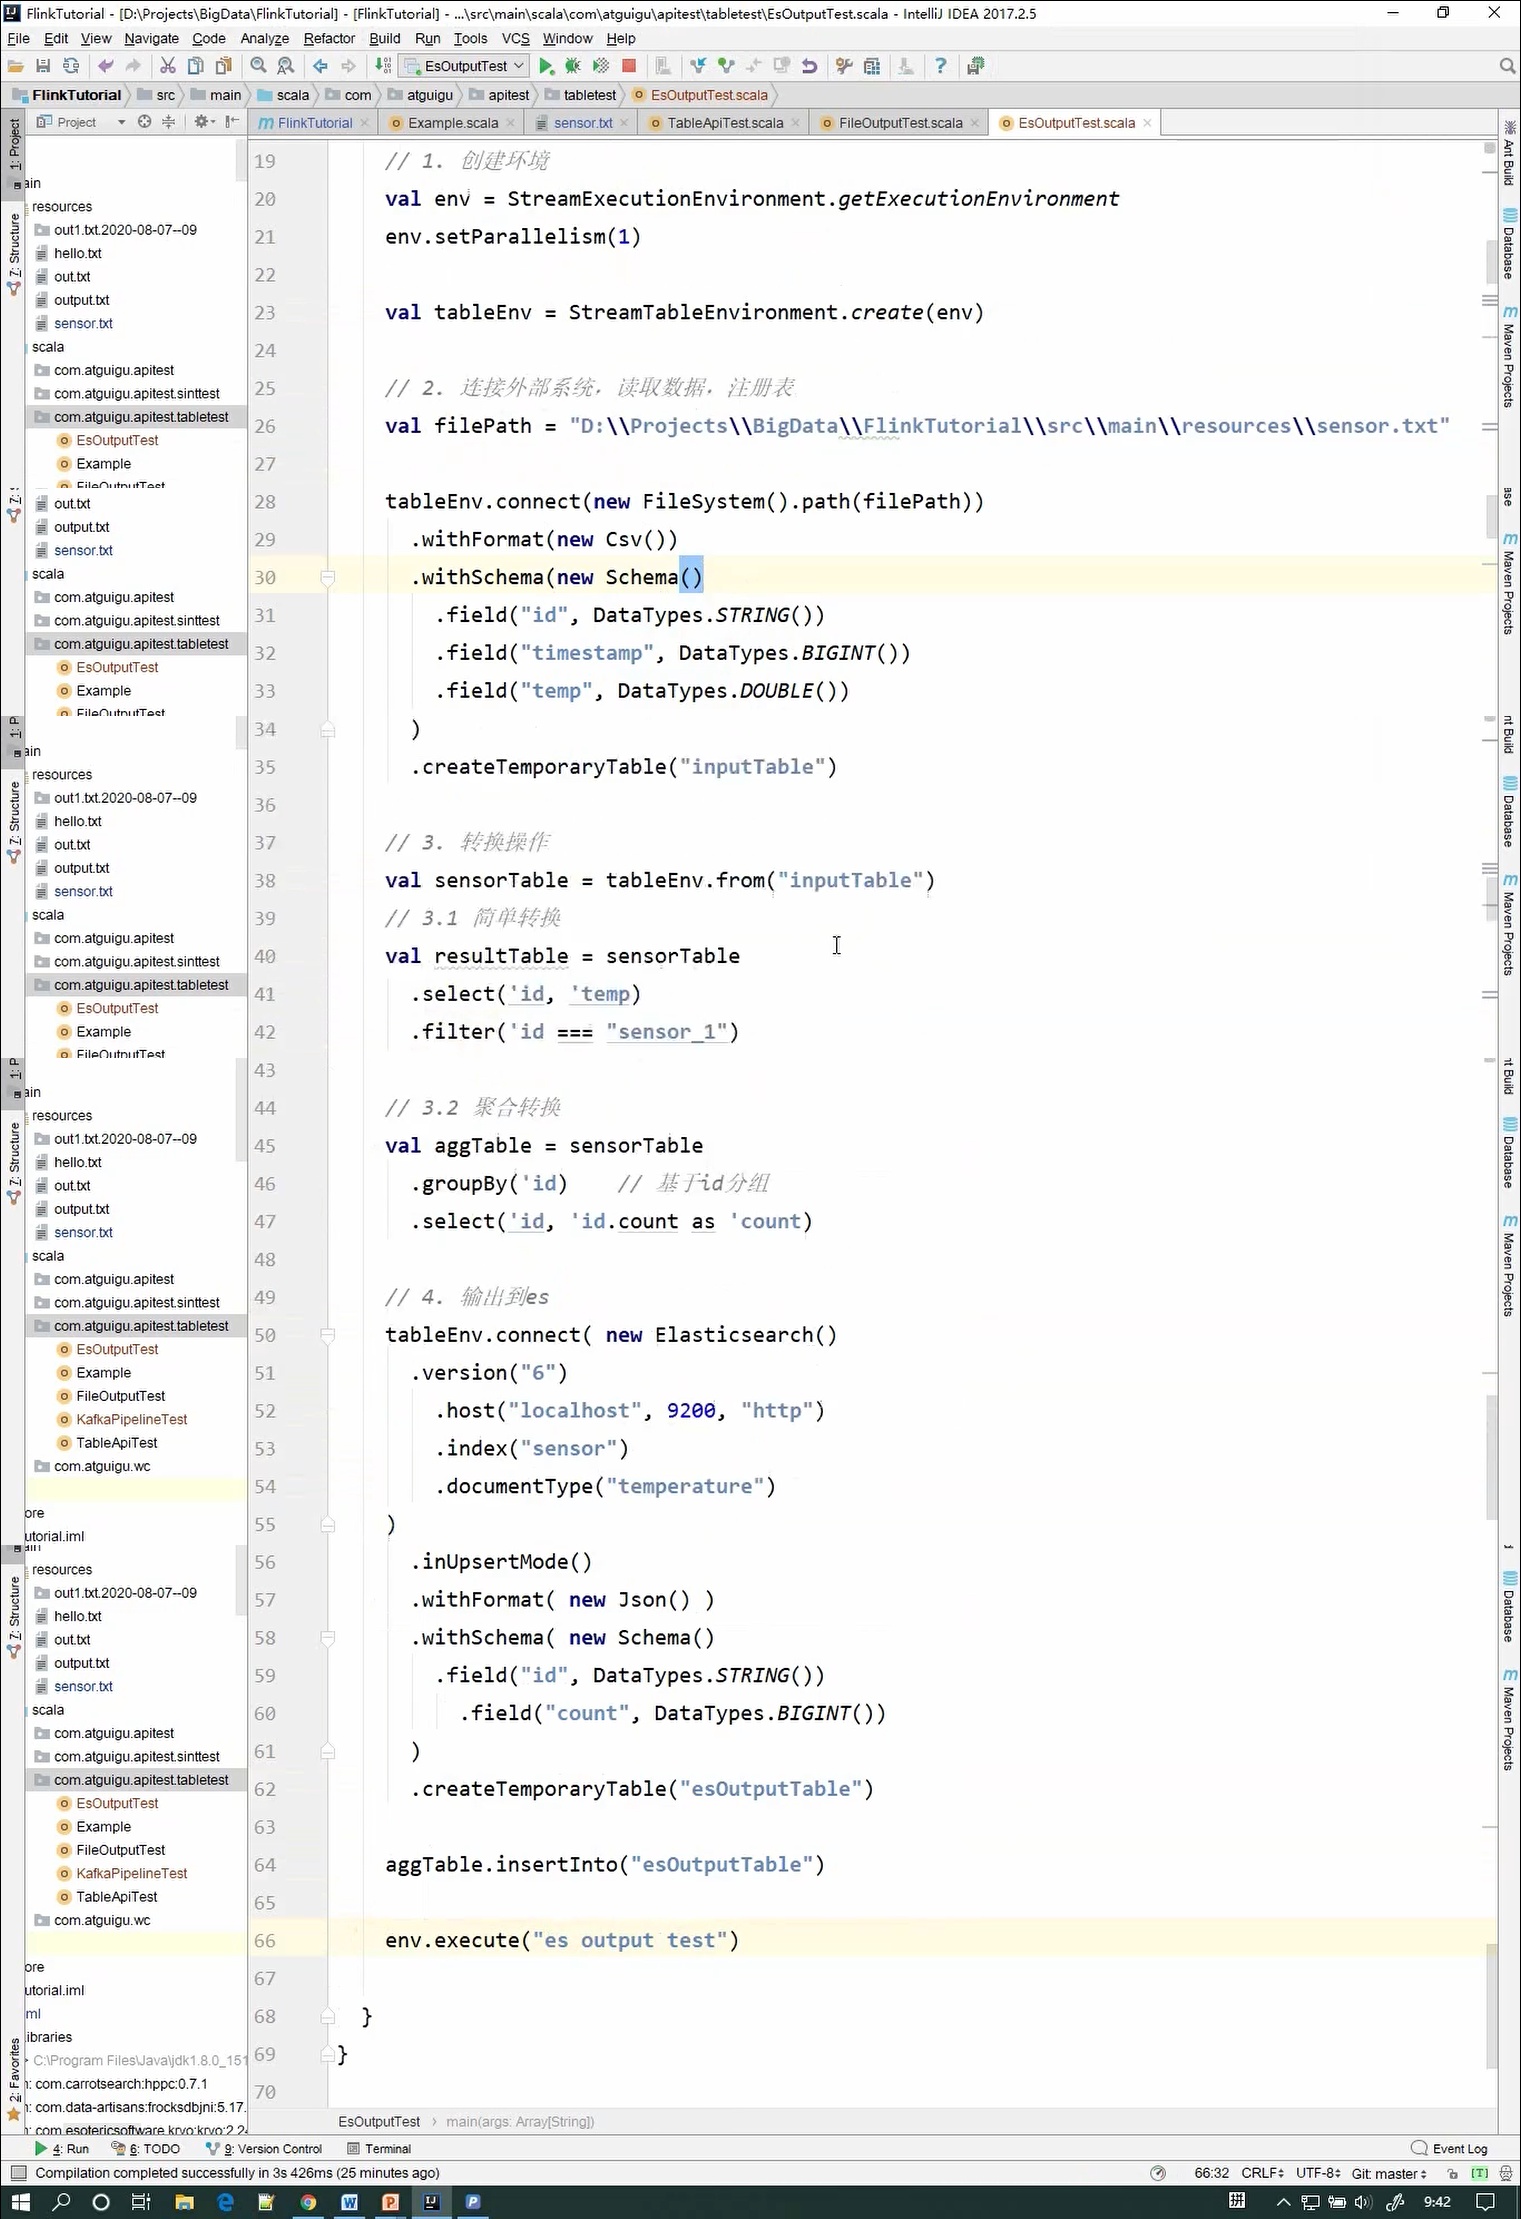 FlinkTutorial - [D:\Projects\BigData\FlinkTutorial] - [FlinkTutorial] - ...\src\main\scala\com\atguigu\apitest\tabletest\EsOutputTest.scala - IntelliJ IDEA 2017.2.5
File Edit View Navigate Code Analyze Refactor Build Run Tools VCS Window Help
EsOutputTest
FlinkTutorial src main scala com atguigu apitest tabletest EsOutputTest.scala
Project FlinkTutorial Example.scala sensor.txt TableApiTest.scala FileOutputTest.scala EsOutputTest.scala
19 // 1. 创建环境
20 val env = StreamExecutionEnvironment.getExecutionEnvironment
21 env.setParallelism(1)
22
23 val tableEnv = StreamTableEnvironment.create(env)
24
25 // 2. 连接外部系统，读取数据，注册表
26 val filePath = "D:\\Projects\\BigData\\FlinkTutorial\\src\\main\\resources\\sensor.txt"
27
28 tableEnv.connect(new FileSystem().path(filePath))
29 .withFormat(new Csv())
30 .withSchema(new Schema()
31 .field("id", DataTypes.STRING())
32 .field("timestamp", DataTypes.BIGINT())
33 .field("temp", DataTypes.DOUBLE())
34 )
35 .createTemporaryTable("inputTable")
36
37 // 3. 转换操作
38 val sensorTable = tableEnv.from("inputTable")
39 // 3.1 简单转换
40 val resultTable = sensorTable
41 .select('id, 'temp)
42 .filter('id === "sensor_1")
43
44 // 3.2 聚合转换
45 val aggTable = sensorTable
46 .groupBy('id) // 基于id分组
47 .select('id, 'id.count as 'count)
48
49 // 4. 输出到es
50 tableEnv.connect( new Elasticsearch()
51 .version("6")
52 .host("localhost", 9200, "http")
53 .index("sensor")
54 .documentType("temperature")
55 )
56 .inUpsertMode()
57 .withFormat( new Json() )
58 .withSchema( new Schema()
59 .field("id", DataTypes.STRING())
60 .field("count", DataTypes.BIGINT())
61 )
62 .createTemporaryTable("esOutputTable")
63
64 aggTable.insertInto("esOutputTable")
65
66 env.execute("es output test")
67
68 }
69 }
70
EsOutputTest main(args: Array[String])
1: Project
7: Structure
ain
resources
out1.txt.2020-08-07--09
hello.txt
out.txt
output.txt
sensor.txt
scala
com.atguigu.apitest
com.atguigu.apitest.sinttest
com.atguigu.apitest.tabletest
EsOutputTest
Example
FileOutputTest
out.txt
output.txt
sensor.txt
scala
com.atguigu.apitest
com.atguigu.apitest.sinttest
com.atguigu.apitest.tabletest
EsOutputTest
Example
FileOutputTest
ain
resources
out1.txt.2020-08-07--09
hello.txt
out.txt
output.txt
sensor.txt
scala
com.atguigu.apitest
com.atguigu.apitest.sinttest
com.atguigu.apitest.tabletest
EsOutputTest
Example
FileOutputTest
ain
resources
out1.txt.2020-08-07--09
hello.txt
out.txt
output.txt
sensor.txt
scala
com.atguigu.apitest
com.atguigu.apitest.sinttest
com.atguigu.apitest.tabletest
EsOutputTest
Example
FileOutputTest
KafkaPipelineTest
TableApiTest
com.atguigu.wc
ore
utorial.iml
resources
out1.txt.2020-08-07--09
hello.txt
out.txt
output.txt
sensor.txt
scala
com.atguigu.apitest
com.atguigu.apitest.sinttest
com.atguigu.apitest.tabletest
EsOutputTest
Example
FileOutputTest
KafkaPipelineTest
TableApiTest
com.atguigu.wc
ore
utorial.iml
ml
ibraries
C:\Program Files\Java\jdk1.8.0_151
: com.carrotsearch:hppc:0.7.1
: com.data-artisans:frocksdbjni:5.17.
: com.esotericsoftware.kryo:kryo:2.24
7: Structure
7: Structure
7: Structure
2: Favorites
Ant Build
Database
Maven Projects
ase
Maven Projects
nt Build
Database
Maven Projects
nt Build
Database
Maven Projects
Database
Maven Projects
4: Run 6: TODO 9: Version Control Terminal Event Log
Compilation completed successfully in 3s 426ms (25 minutes ago) 66:32 CRLF UTF-8 Git: master [T]
拼 9:42